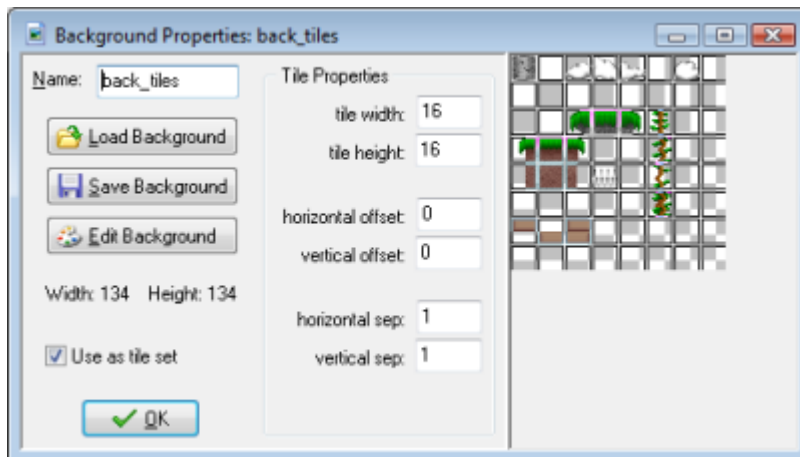 Background Properties: back_tiles
Name: back_tiles
Load Background
Save Background
Edit Background
Width: 134 Height: 134
Use as tile set
OK
Tile Properties
tile width: 16
tile height: 16
horizontal offset: 0
vertical offset: 0
horizontal sep: 1
vertical sep: 1